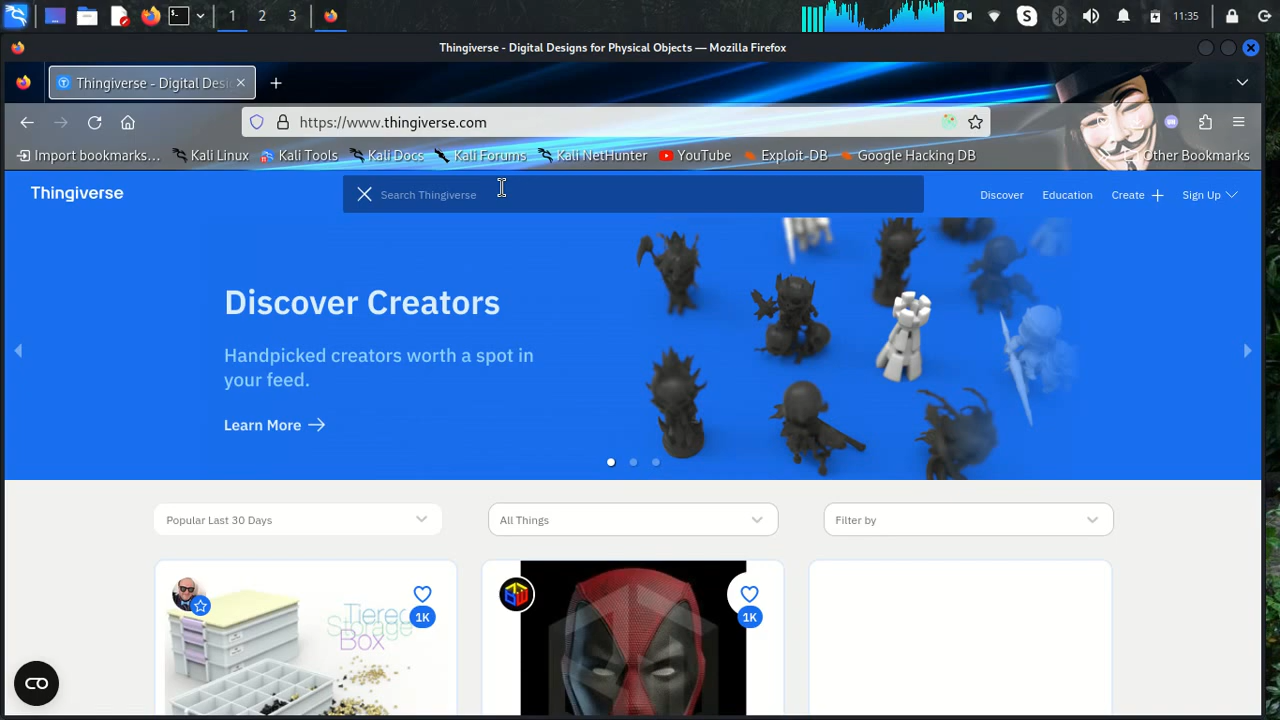 1 2 3 11:35
Thingiverse - Digital Designs for Physical Objects — Mozilla Firefox
Thingiverse - Digital Desi
https://www.thingiverse.com
Import bookmarks… Kali Linux Kali Tools Kali Docs Kali Forums Kali NetHunter YouTube Exploit-DB Google Hacking DB Other Bookmarks
Thingiverse Search Thingiverse Discover Education Create Sign Up
Discover Creators
Handpicked creators worth a spot in
your feed.
Learn More
Popular Last 30 Days All Things Filter by
1K 1K
Tiered
Storage
Box